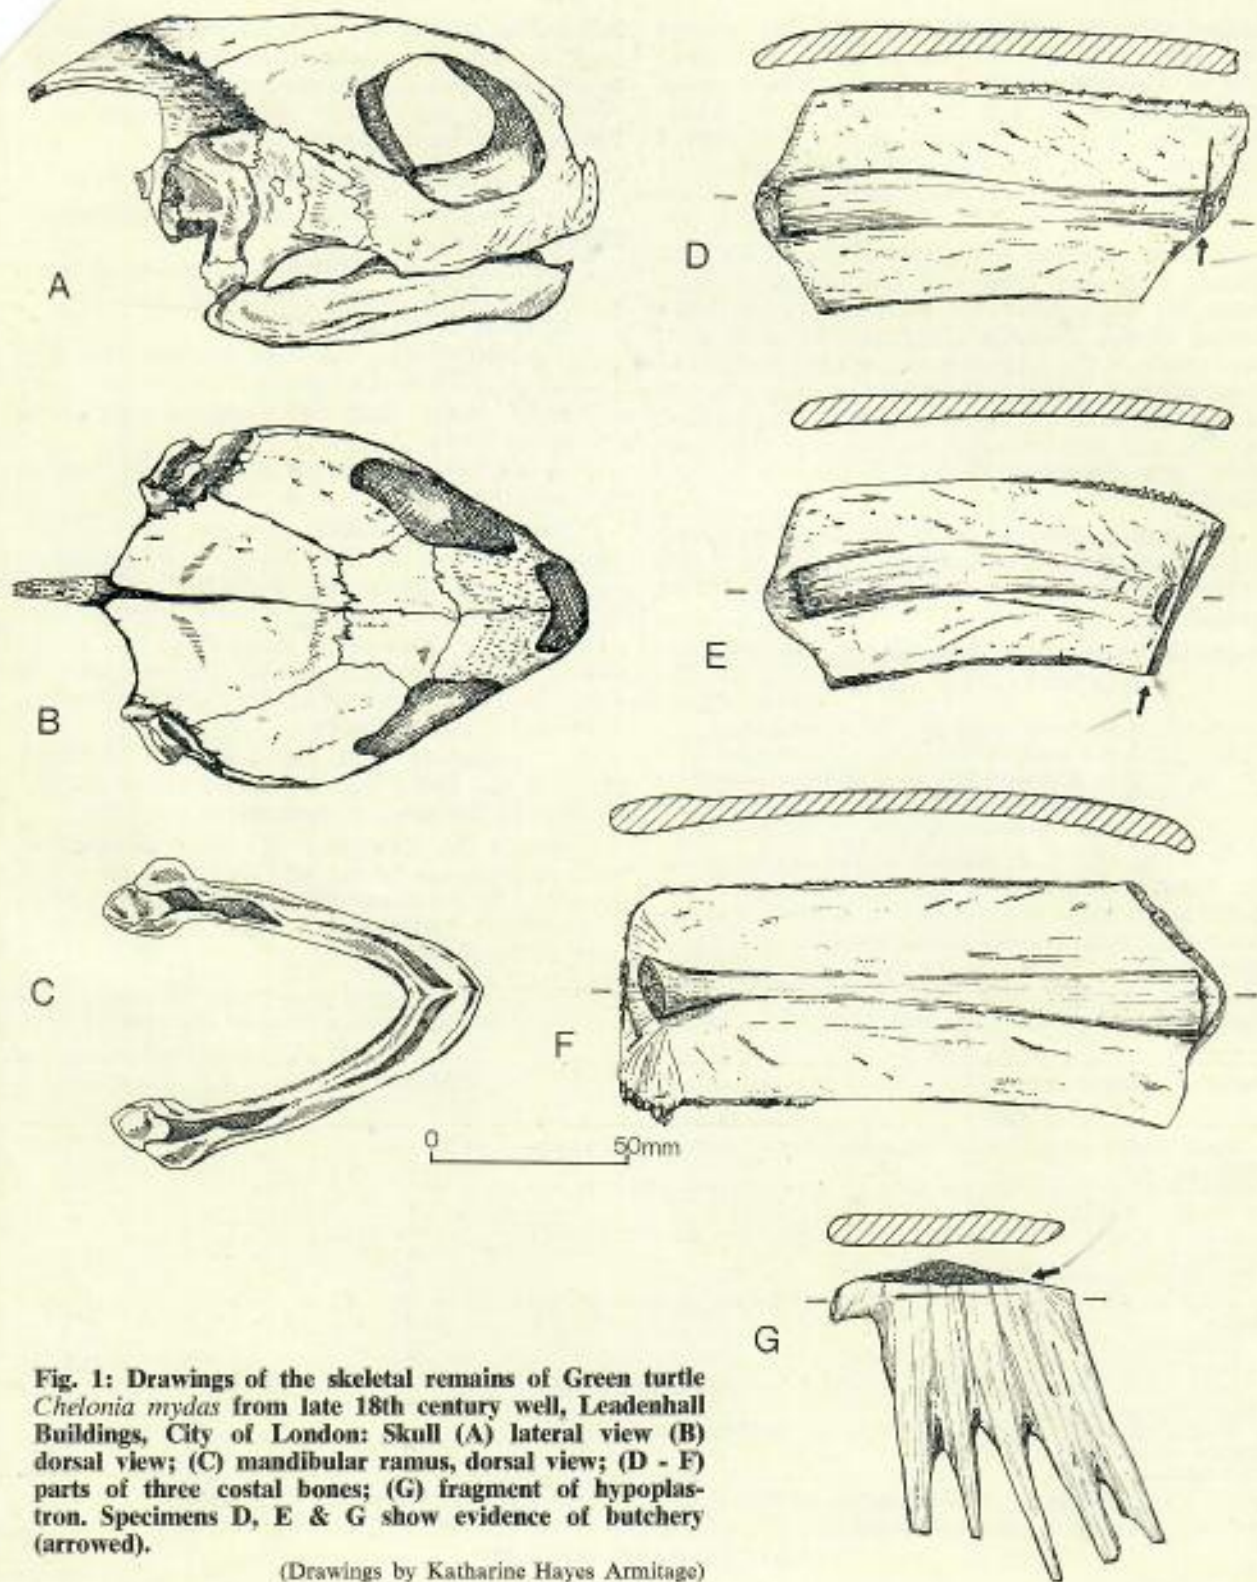 A
B
C
D
E
F
G
0 50mm
Fig. 1: Drawings of the skeletal remains of Green turtle
Chelonia mydas from late 18th century well, Leadenhall
Buildings, City of London: Skull (A) lateral view (B)
dorsal view; (C) mandibular ramus, dorsal view; (D - F)
parts of three costal bones; (G) fragment of hypoplas-
tron. Specimens D, E & G show evidence of butchery
(arrowed).
(Drawings by Katharine Hayes Armitage)